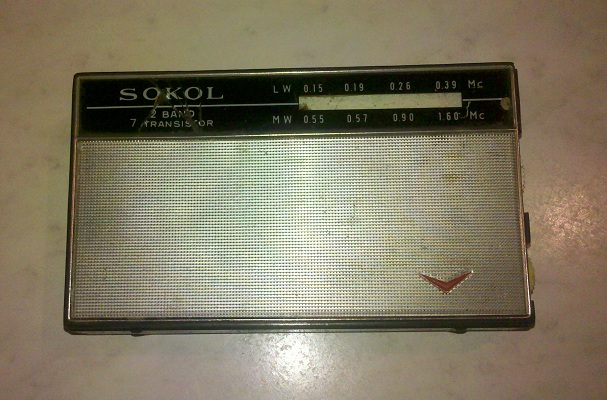 SOKOL
2 BAND
7 TRANSISTOR
LW 0.15 0.19 0.26 0.39 Mc
MW 0.55 0.57 0.90 1.60 Mc